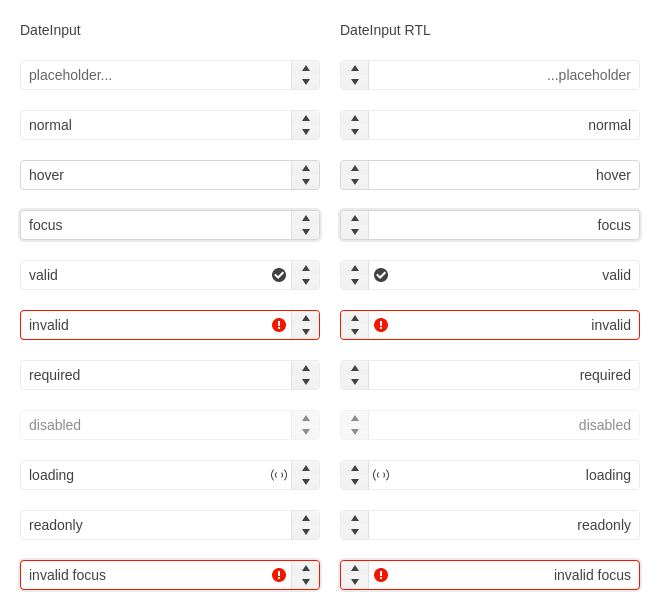 DateInput DateInput RTL
placeholder... ...placeholder
normal normal
hover hover
focus focus
valid valid
invalid invalid
required required
disabled disabled
loading loading
readonly readonly
invalid focus invalid focus